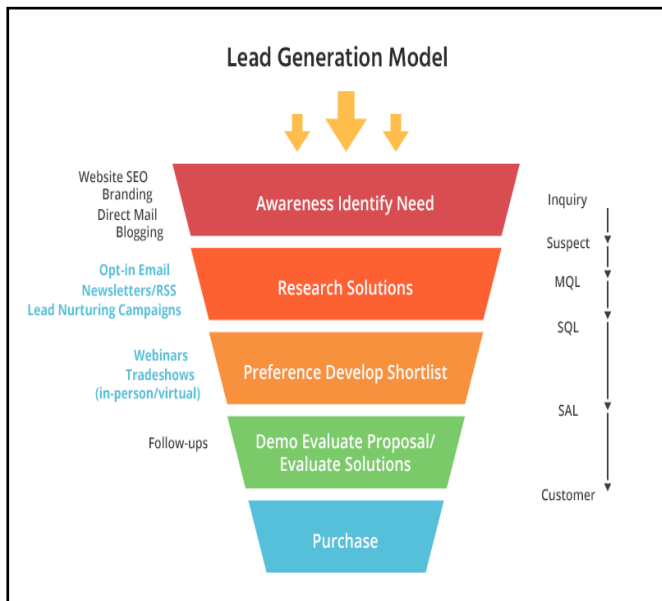 Lead Generation Model
Website SEO
Branding
Direct Mail
Blogging
Awareness Identify Need
Inquiry
Suspect
Opt-in Email
Newsletters/RSS
Lead Nurturing Campaigns
Research Solutions
MQL
SQL
Webinars
Tradeshows
(in-person/virtual)
Preference Develop Shortlist
SAL
Follow-ups
Demo Evaluate Proposal/
Evaluate Solutions
Customer
Purchase